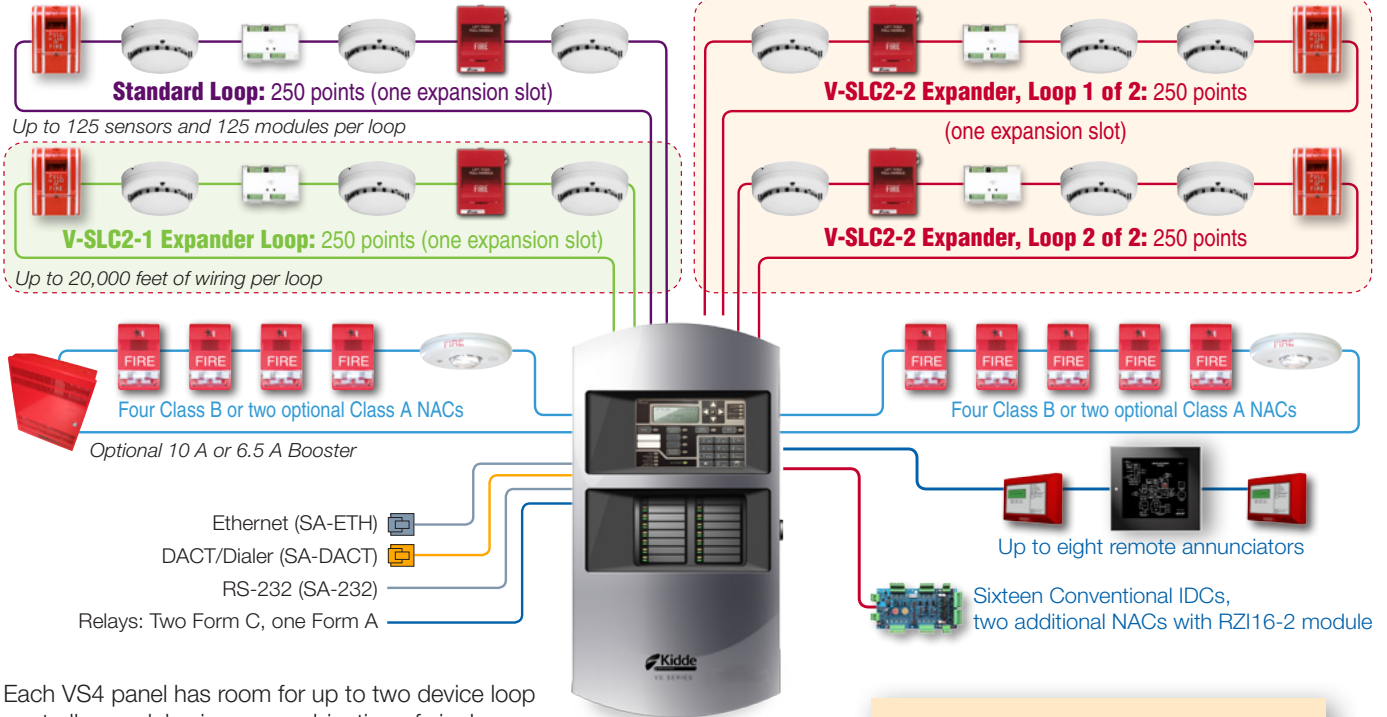 Standard Loop: 250 points (one expansion slot)
Up to 125 sensors and 125 modules per loop
V-SLC2-1 Expander Loop: 250 points (one expansion slot)
Up to 20,000 feet of wiring per loop
V-SLC2-2 Expander, Loop 1 of 2: 250 points
(one expansion slot)
V-SLC2-2 Expander, Loop 2 of 2: 250 points
FIRE FIRE FIRE FIRE FIRE
Four Class B or two optional Class A NACs
Optional 10 A or 6.5 A Booster
FIRE FIRE FIRE FIRE FIRE
Four Class B or two optional Class A NACs
Ethernet (SA-ETH)
DACT/Dialer (SA-DACT)
RS-232 (SA-232)
Relays: Two Form C, one Form A
Up to eight remote annunciators
Sixteen Conventional IDCs,
two additional NACs with RZI16-2 module
Kidde
VS SERIES
Each VS4 panel has room for up to two device loop